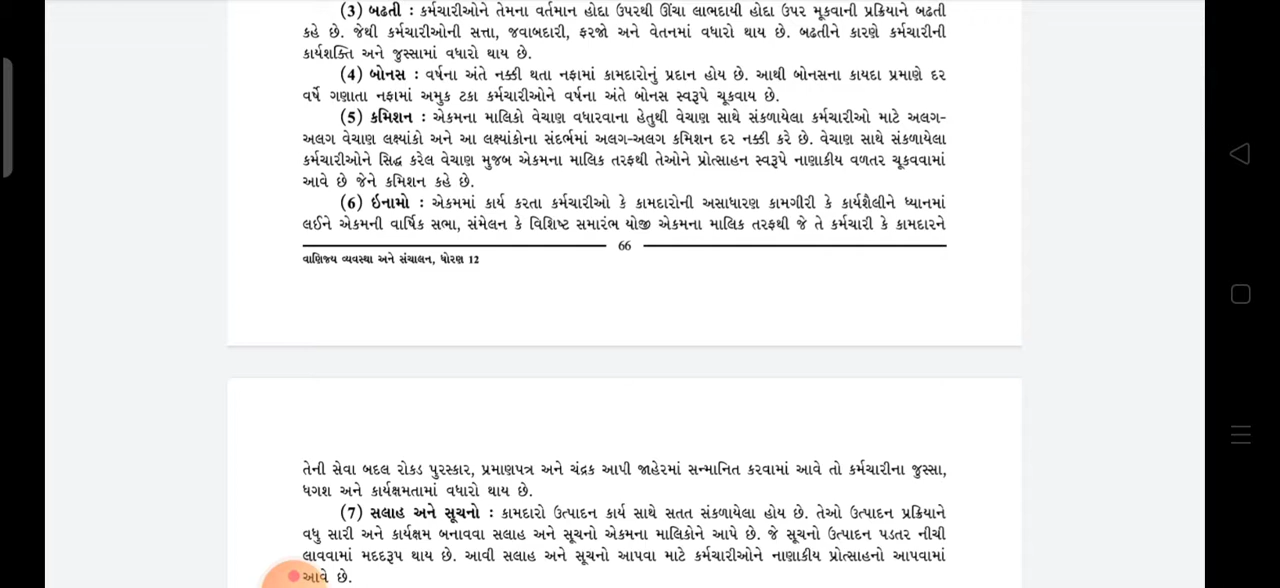 (3) બઢતી : કર્મચારીઓને તેમના વર્તમાન હોદ્દા ઉપરથી ઊંચા લાભદાયી હોદ્દા ઉપર મૂકવાની પ્રક્રિયાને બઢતી
કહે છે. જેથી કર્મચારીઓની સત્તા, જવાબદારી, ફરજો અને વેતનમાં વધારો થાય છે. બઢતીને કારણે કર્મચારીની
કાર્યશક્તિ અને જુસ્સામાં વધારો થાય છે.
(4) બોનસ : વર્ષના અંતે નક્કી થતા નફામાં કામદારોનું પ્રદાન હોય છે. આથી બોનસના કાયદા પ્રમાણે દર
વર્ષે ગણાતા નફામાં અમુક ટકા કર્મચારીઓને વર્ષના અંતે બોનસ સ્વરૂપે ચૂકવાય છે.
(5) કમિશન : એકમના માલિકો વેચાણ વધારવાના હેતુથી વેચાણ સાથે સંકળાયેલા કર્મચારીઓ માટે અલગ-
અલગ વેચાણ લક્ષ્યાંકો અને આ લક્ષ્યાંકોના સંદર્ભમાં અલગ-અલગ કમિશન દર નક્કી કરે છે. વેચાણ સાથે સંકળાયેલા
કર્મચારીઓને સિદ્ધ કરેલ વેચાણ મુજબ એકમના માલિક તરફથી તેઓને પ્રોત્સાહન સ્વરૂપે નાણાકીય વળતર ચૂકવવામાં
આવે છે જેને કમિશન કહે છે.
(6) ઇનામો : એકમમાં કાર્ય કરતા કર્મચારીઓ કે કામદારોની અસાધારણ કામગીરી કે કાર્યશૈલીને ધ્યાનમાં
લઈને એકમની વાર્ષિક સભા, સંમેલન કે વિશિષ્ટ સમારંભ યોજી એકમના માલિક તરફથી જે તે કર્મચારી કે કામદારને
66
વાણિજ્ય વ્યવસ્થા અને સંચાલન, ધોરણ 12
તેની સેવા બદલ રોકડ પુરસ્કાર, પ્રમાણપત્ર અને ચંદ્રક આપી જાહેરમાં સન્માનિત કરવામાં આવે તો કર્મચારીના જુસ્સા,
ધગશ અને કાર્યક્ષમતામાં વધારો થાય છે.
(7) સલાહ અને સૂચનો : કામદારો ઉત્પાદન કાર્ય સાથે સતત સંકળાયેલા હોય છે. તેઓ ઉત્પાદન પ્રક્રિયાને
વધુ સારી અને કાર્યક્ષમ બનાવવા સલાહ અને સૂચનો એકમના માલિકોને આપે છે. જે સૂચનો ઉત્પાદન પડતર નીચી
લાવવામાં મદદરૂપ થાય છે. આવી સલાહ અને સૂચનો આપવા માટે કર્મચારીઓને નાણાકીય પ્રોત્સાહનો આપવામાં
આવે છે.